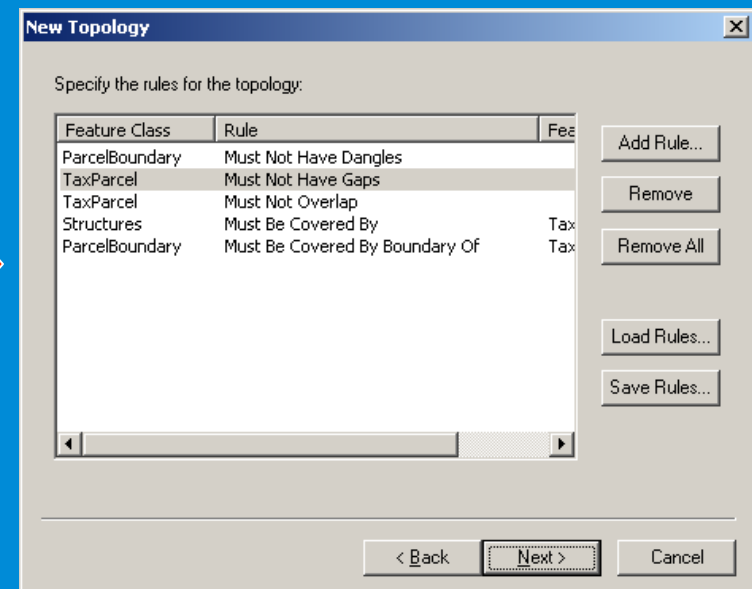 New Topology
Specify the rules for the topology:
Feature Class Rule Fea
ParcelBoundary Must Not Have Dangles
TaxParcel Must Not Have Gaps
TaxParcel Must Not Overlap
Structures Must Be Covered By Tax
ParcelBoundary Must Be Covered By Boundary Of Tax
Add Rule...
Remove
Remove All
Load Rules...
Save Rules...
< Back Next > Cancel